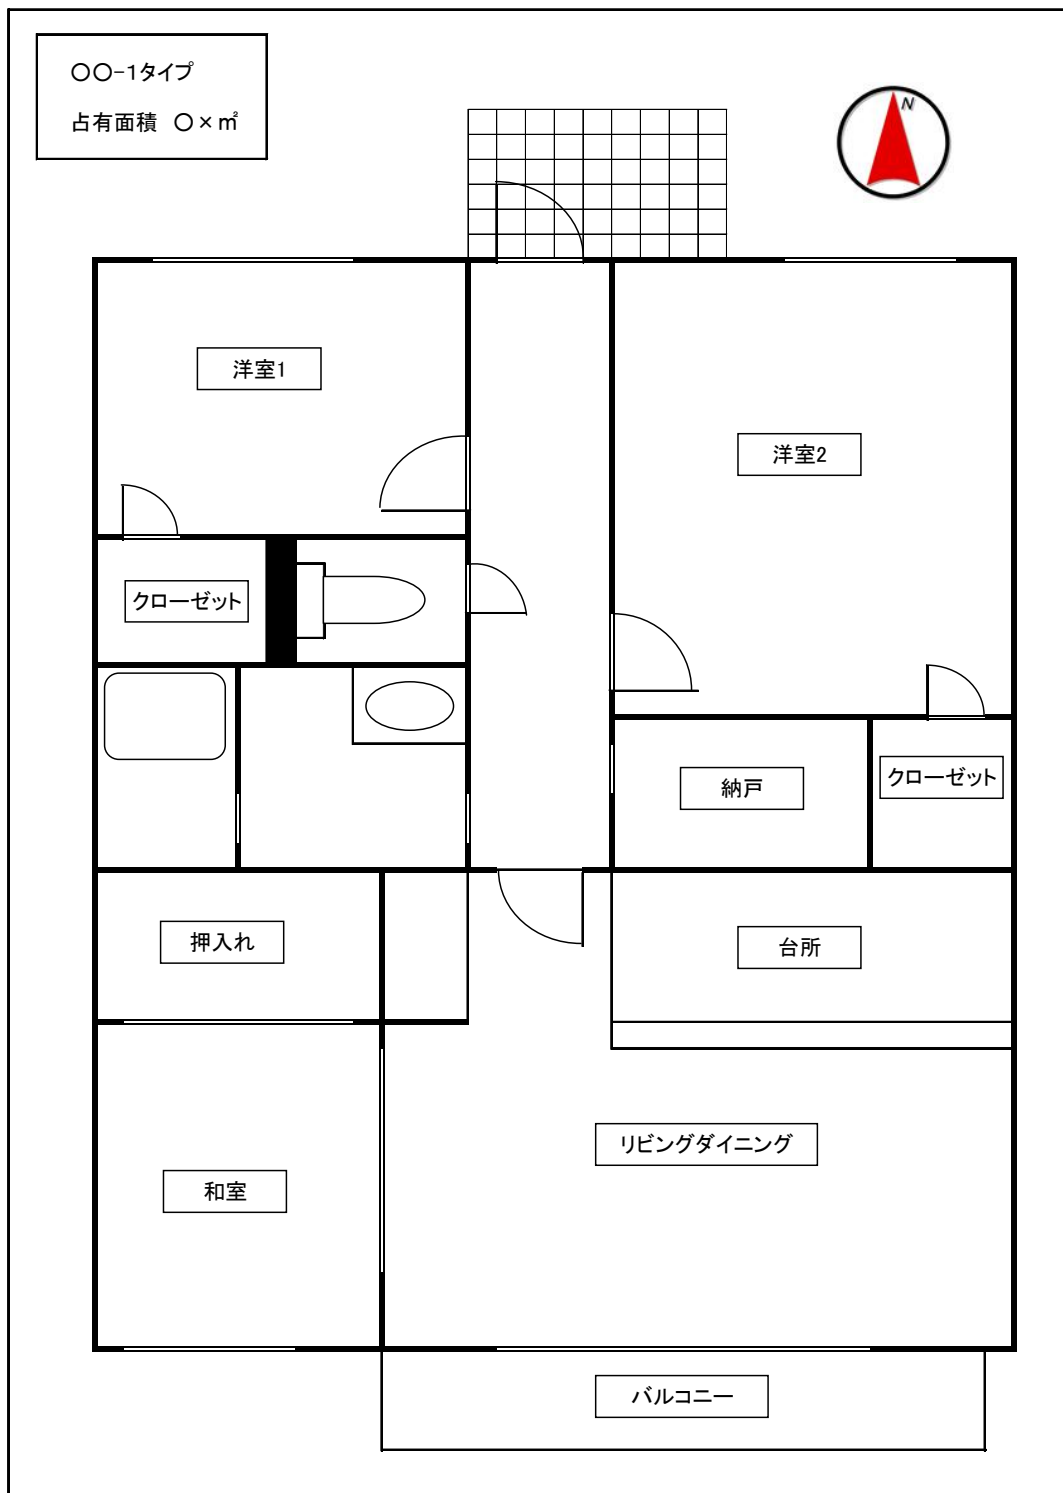 〇〇-1タイプ
占有面積 〇×㎡
N
洋室1
洋室2
クローゼット
納戸
クローゼット
押入れ
台所
リビングダイニング
和室
バルコニー